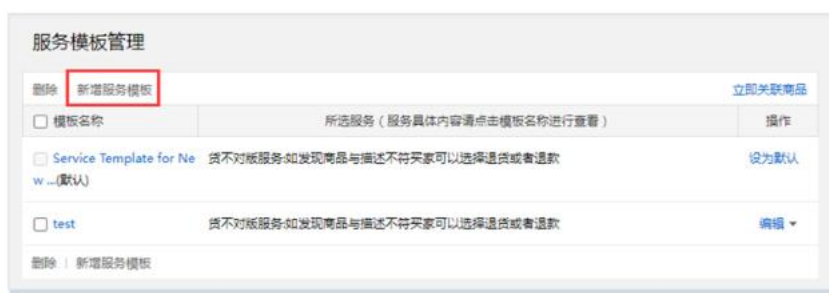 服务模板管理
删除 新增服务模板 立即关联商品
模板名称 所选服务（服务具体内容请点击模板名称进行查看） 操作
Service Template for Ne 货不对版服务:如发现商品与描述不符买家可以选择退货或者退款 设为默认
w ...(默认)
test 货不对版服务:如发现商品与描述不符买家可以选择退货或者退款 编辑
删除 | 新增服务模板